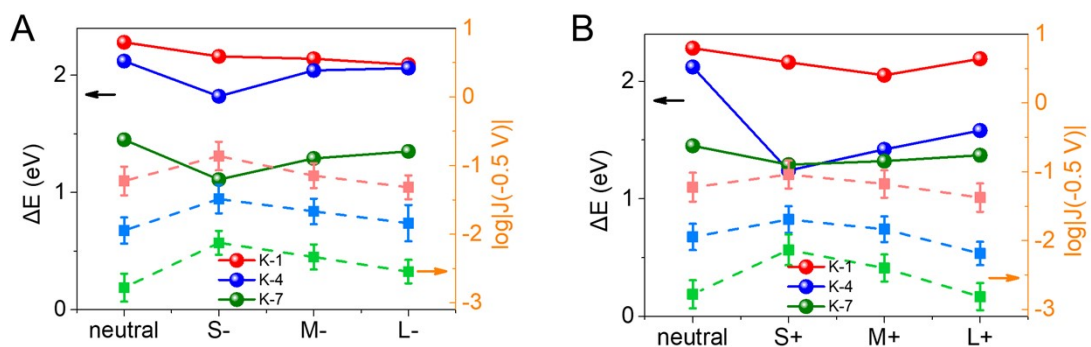 A
ΔE (eV)
2
1
0
neutral
S-
M-
L-
K-1
K-4
K-7
1
0
-1
-2
-3
log|J(-0.5 V)|
B
ΔE (eV)
2
1
0
neutral
S+
M+
L+
K-1
K-4
K-7
1
0
-1
-2
-3
log|J(-0.5 V)|